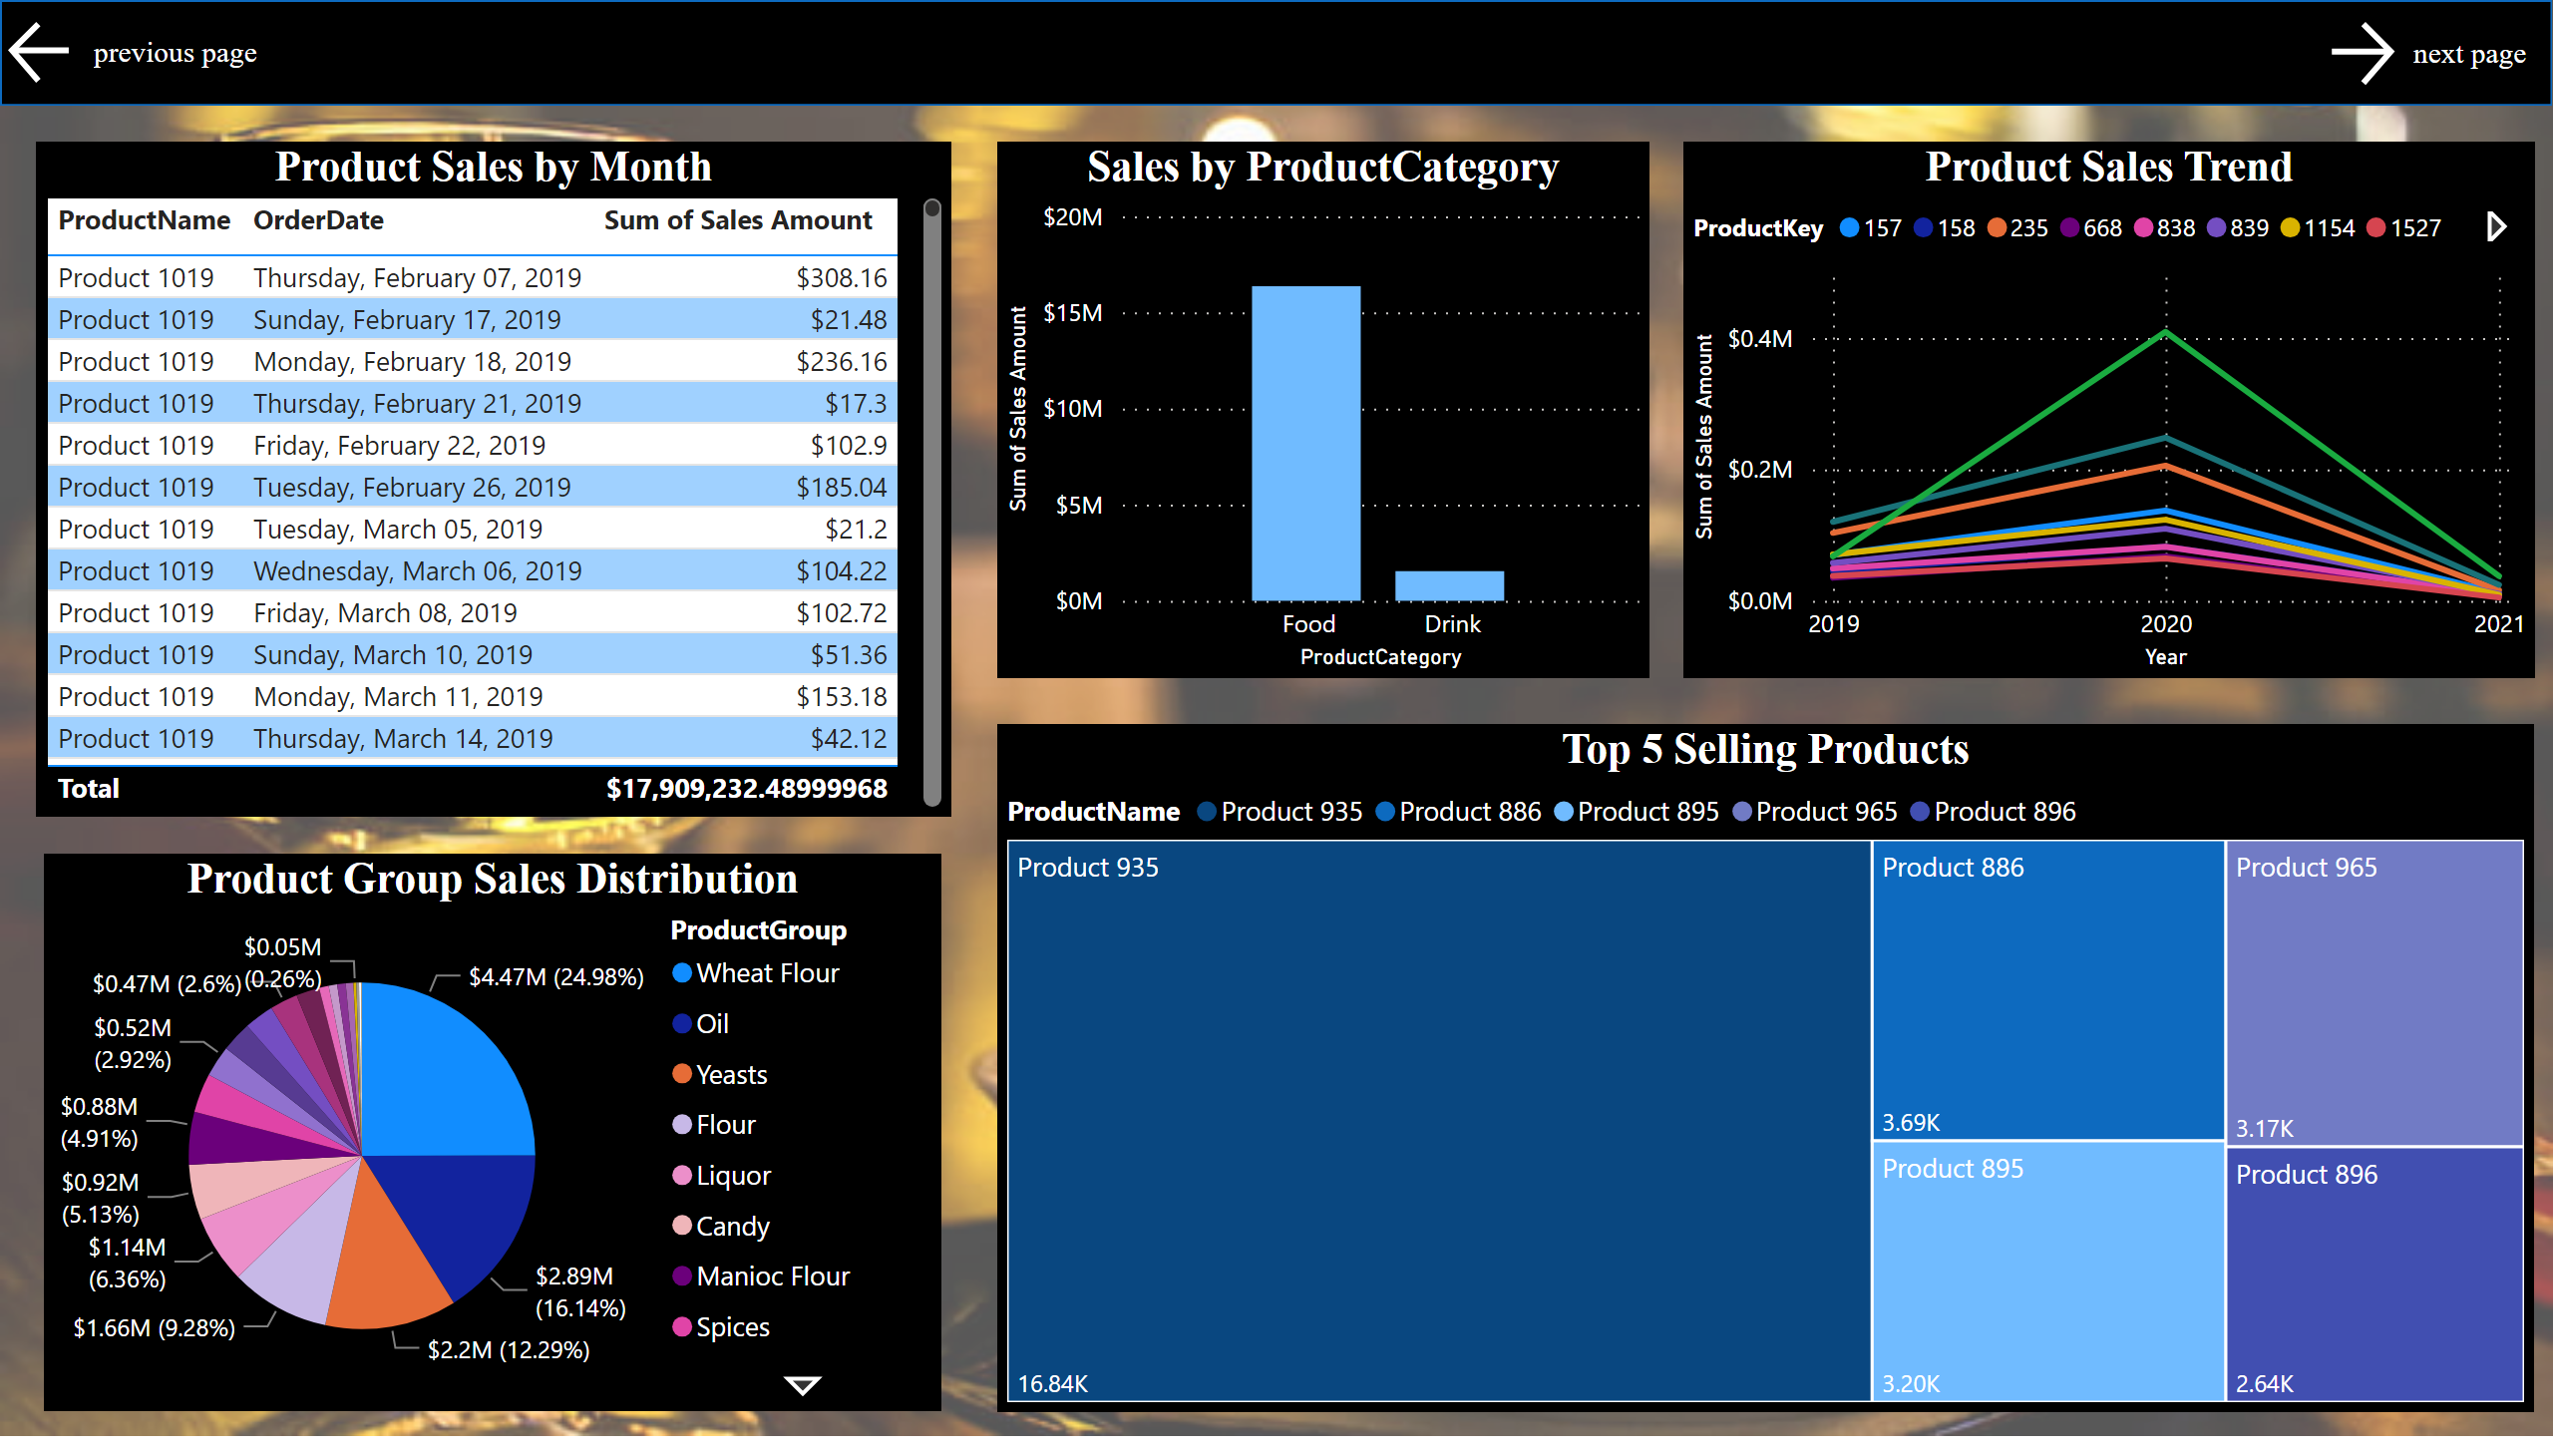 previous page
next page
Product Sales by Month
ProductName OrderDate Sum of Sales Amount
Product 1019 Thursday, February 07, 2019 $308.16
Product 1019 Sunday, February 17, 2019 $21.48
Product 1019 Monday, February 18, 2019 $236.16
Product 1019 Thursday, February 21, 2019 $17.3
Product 1019 Friday, February 22, 2019 $102.9
Product 1019 Tuesday, February 26, 2019 $185.04
Product 1019 Tuesday, March 05, 2019 $21.2
Product 1019 Wednesday, March 06, 2019 $104.22
Product 1019 Friday, March 08, 2019 $102.72
Product 1019 Sunday, March 10, 2019 $51.36
Product 1019 Monday, March 11, 2019 $153.18
Product 1019 Thursday, March 14, 2019 $42.12
Total $17,909,232.48999968
Sales by ProductCategory
Sum of Sales Amount
$20M
$15M
$10M
$5M
$0M
Food Drink
ProductCategory
Product Sales Trend
ProductKey 157 158 235 668 838 839 1154 1527
Sum of Sales Amount
$0.4M
$0.2M
$0.0M
2019 2020 2021
Year
Product Group Sales Distribution
$0.05M
(0.26%)
$0.47M (2.6%)
$0.52M
(2.92%)
$0.88M
(4.91%)
$0.92M
(5.13%)
$1.14M
(6.36%)
$1.66M (9.28%)
$2.2M (12.29%)
$2.89M
(16.14%)
$4.47M (24.98%)
ProductGroup
Wheat Flour
Oil
Yeasts
Flour
Liquor
Candy
Manioc Flour
Spices
Top 5 Selling Products
ProductName Product 935 Product 886 Product 895 Product 965 Product 896
Product 935
16.84K
Product 886
3.69K
Product 895
3.20K
Product 965
3.17K
Product 896
2.64K